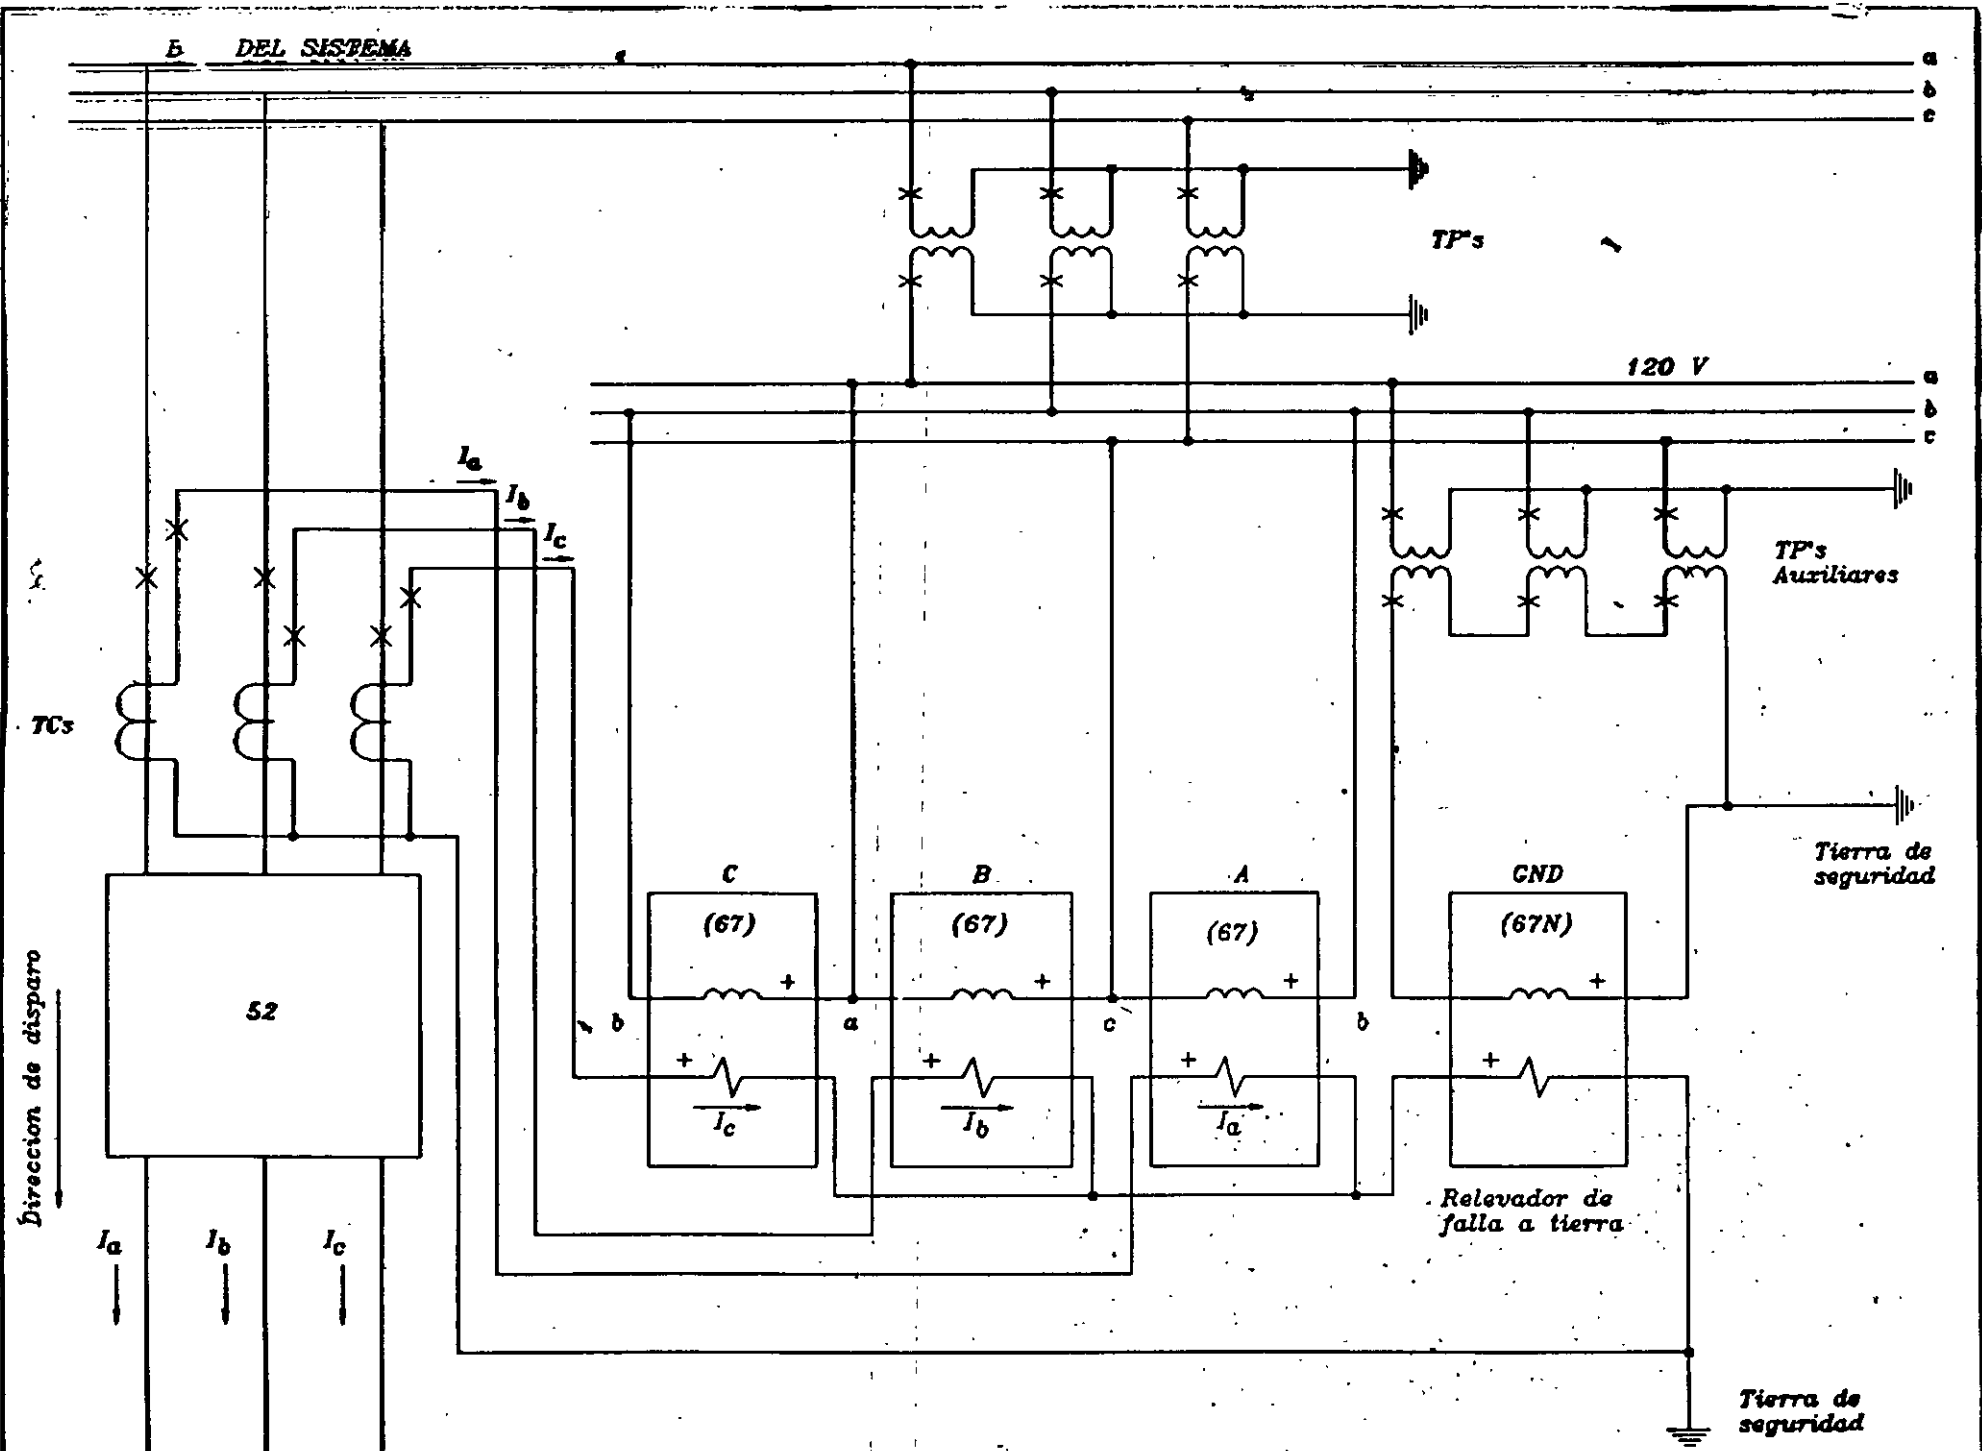 DEL SISTEMA
a
b
c
TP's
120 V
a
b
c
Ia
Ib
Ic
TP's
Auxiliares
TCs
Tierra de
seguridad
C
B
A
GND
(67)
(67)
(67)
(67N)
+
+
+
+
52
b
a
c
b
+
+
+
+
Ic
Ib
Ia
Direccion de disparo
Relevador de
falla a tierra
Ia
Ib
Ic
Tierra de
seguridad